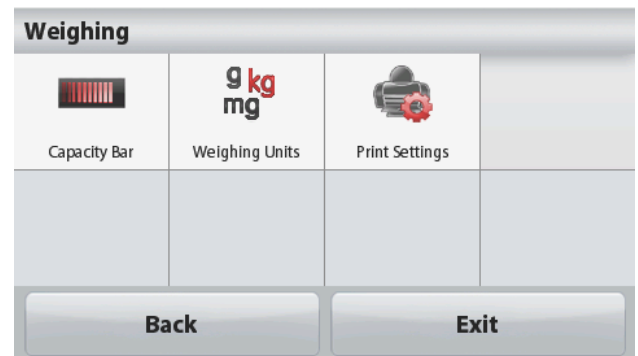 Weighing
g kg
mg
Capacity Bar
Weighing Units
Print Settings
Back
Exit